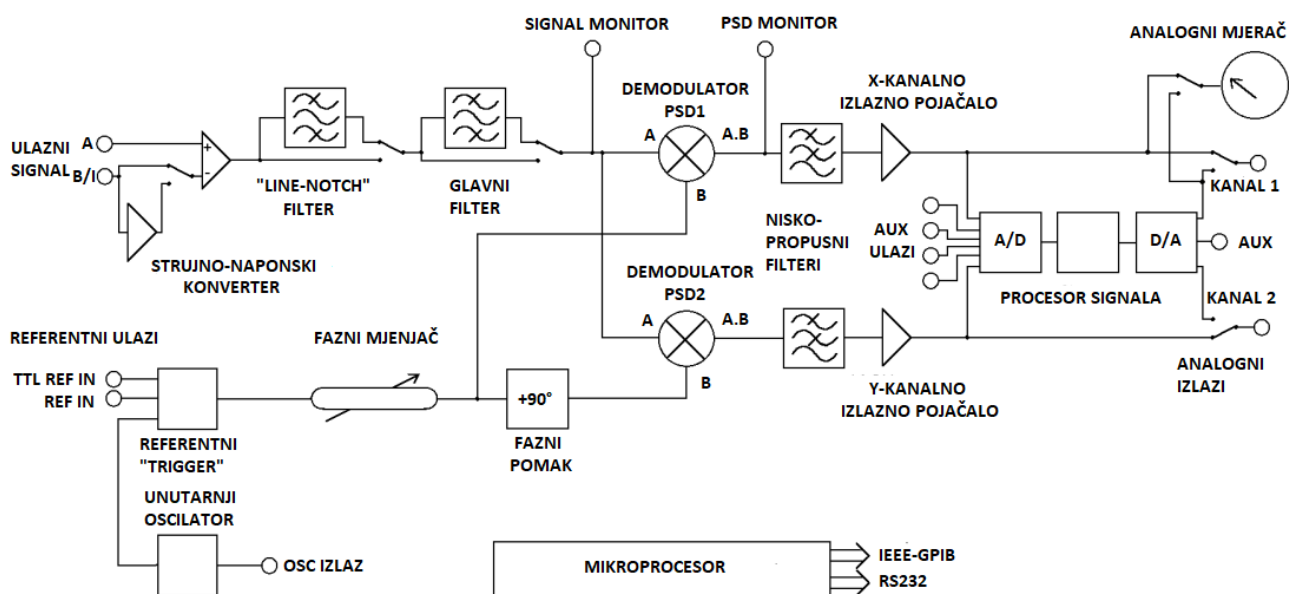 SIGNAL MONITOR
PSD MONITOR
ANALOGNI MJERAČ
X-KANALNO
IZLAZNO POJAČALO
DEMODULATOR
PSD1
A
A.B
B
ULAZNI
SIGNAL
A
B/I
+
-
"LINE-NOTCH"
FILTER
GLAVNI
FILTER
STRUJNO-NAPONSKI
KONVERTER
NISKO-
PROPUSNI
FILTERI
AUX
ULAZI
A/D
D/A
KANAL 1
AUX
PROCESOR SIGNALA
KANAL 2
DEMODULATOR
PSD2
A
A.B
B
ANALOGNI
IZLAZI
Y-KANALNO
IZLAZNO POJAČALO
REFERENTNI ULAZI
FAZNI MJENJAČ
TTL REF IN
REF IN
+90°
FAZNI
POMAK
REFERENTNI
"TRIGGER"
UNUTARNJI
OSCILATOR
OSC IZLAZ
MIKROPROCESOR
IEEE-GPIB
RS232